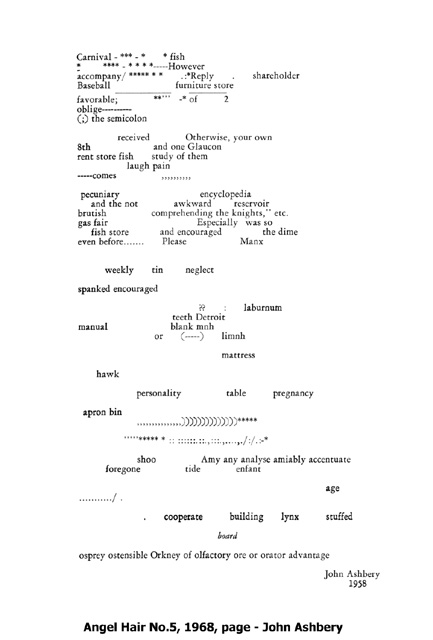 Carnival - *** - * * fish
* **** - * * * *-----However
accompany/ ***** * * .:*Reply . shareholder
Baseball furniture store
favorable; **''' -* of 2
oblige----------
(;) the semicolon
received Otherwise, your own
8th and one Glaucon
rent store fish study of them
laugh pain
-----comes ,,,,,,,,,,
pecuniary encyclopedia
and the not awkward reservoir
brutish comprehending the knights," etc.
gas fair Especially was so
fish store and encouraged the dime
even before....... Please Manx
weekly tin neglect
spanked encouraged
?? : laburnum
teeth Detroit
manual blank mnh
or (-----) limnh
mattress
hawk
personality table pregnancy
apron bin
,,,,,,,,,,,,,,,))))))))))))))*****
'''''***** * :: ::::::.::.,:::.,....,,/:/.:-*
shoo Amy any analyse amiably accentuate
foregone tide enfant
age
.........../ .
. cooperate building lynx stuffed
board
osprey ostensible Orkney of olfactory ore or orator advantage
John Ashbery
1958
Angel Hair No.5, 1968, page - John Ashbery